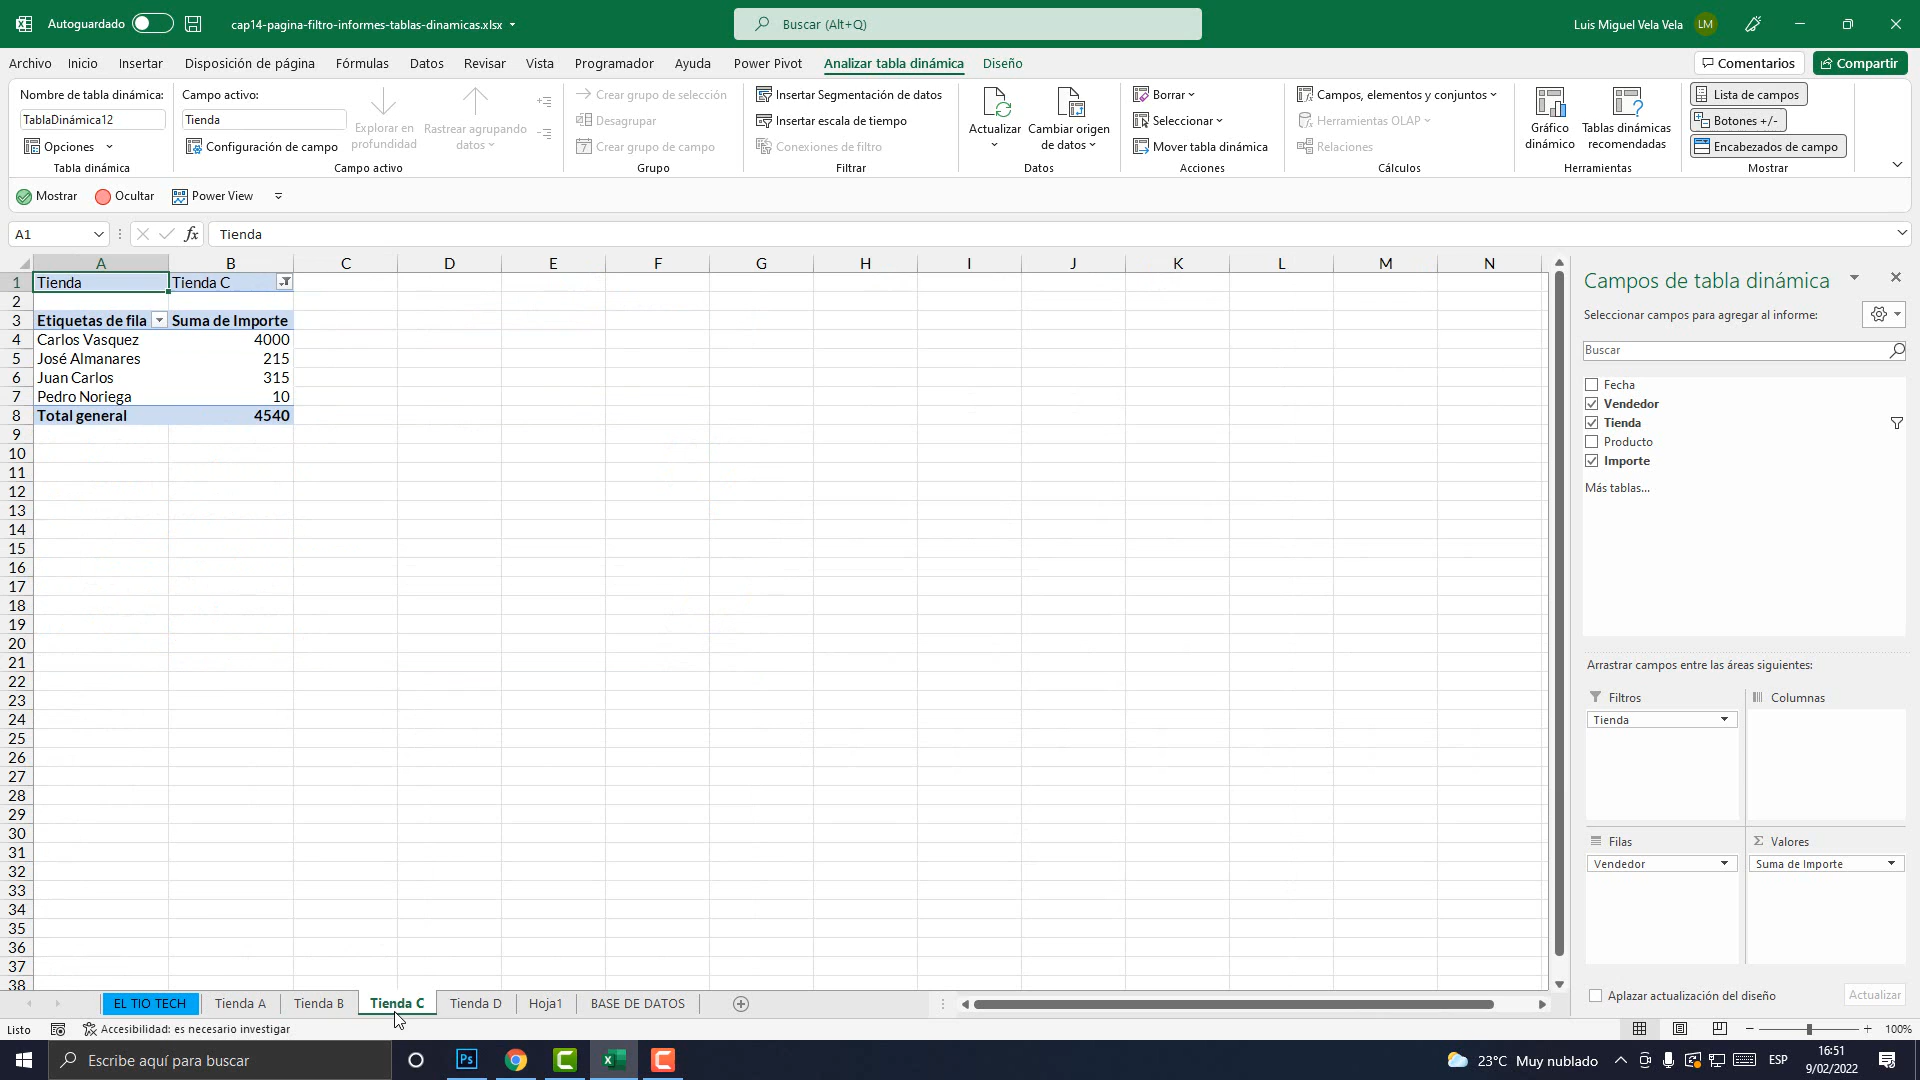 Autoguardado
cap14-pagina-filtro-informes-tablas-dinamicas.xlsx
Buscar (Alt+Q)
Luis Miguel Vela Vela
LM
Archivo Inicio Insertar Disposición de página Fórmulas Datos Revisar Vista Programador Ayuda Power Pivot Analizar tabla dinámica Diseño
Comentarios Compartir
Nombre de tabla dinámica:
TablaDinámica12
Opciones
Tabla dinámica
Campo activo:
Tienda
Configuración de campo
Explorar en profundidad
Rastrear agrupando datos
Campo activo
Crear grupo de selección
Desagrupar
Crear grupo de campo
Grupo
Insertar Segmentación de datos
Insertar escala de tiempo
Conexiones de filtro
Filtrar
Actualizar
Cambiar origen de datos
Datos
Borrar
Seleccionar
Mover tabla dinámica
Acciones
Campos, elementos y conjuntos
Herramientas OLAP
Relaciones
Cálculos
Gráfico dinámico
Tablas dinámicas recomendadas
Herramientas
Lista de campos
Botones +/-
Encabezados de campo
Mostrar
Mostrar Ocultar Power View
A1 fx Tienda
A B C D E F G H I J K L M N
1 Tienda Tienda C
2
3 Etiquetas de fila Suma de Importe
4 Carlos Vasquez 4000
5 José Almanares 215
6 Juan Carlos 315
7 Pedro Noriega 10
8 Total general 4540
9
10
11
12
13
14
15
16
17
18
19
20
21
22
23
24
25
26
27
28
29
30
31
32
33
34
35
36
37
38
Campos de tabla dinámica
Seleccionar campos para agregar al informe:
Buscar
Fecha
Vendedor
Tienda
Producto
Importe
Más tablas...
Arrastrar campos entre las áreas siguientes:
Filtros Columnas
Tienda
Filas Σ Valores
Vendedor Suma de Importe
Aplazar actualización del diseño Actualizar
EL TIO TECH Tienda A Tienda B Tienda C Tienda D Hoja1 BASE DE DATOS
Listo Accesibilidad: es necesario investigar
100%
Escribe aquí para buscar
Ps
23°C Muy nublado
ESP
16:51
9/02/2022